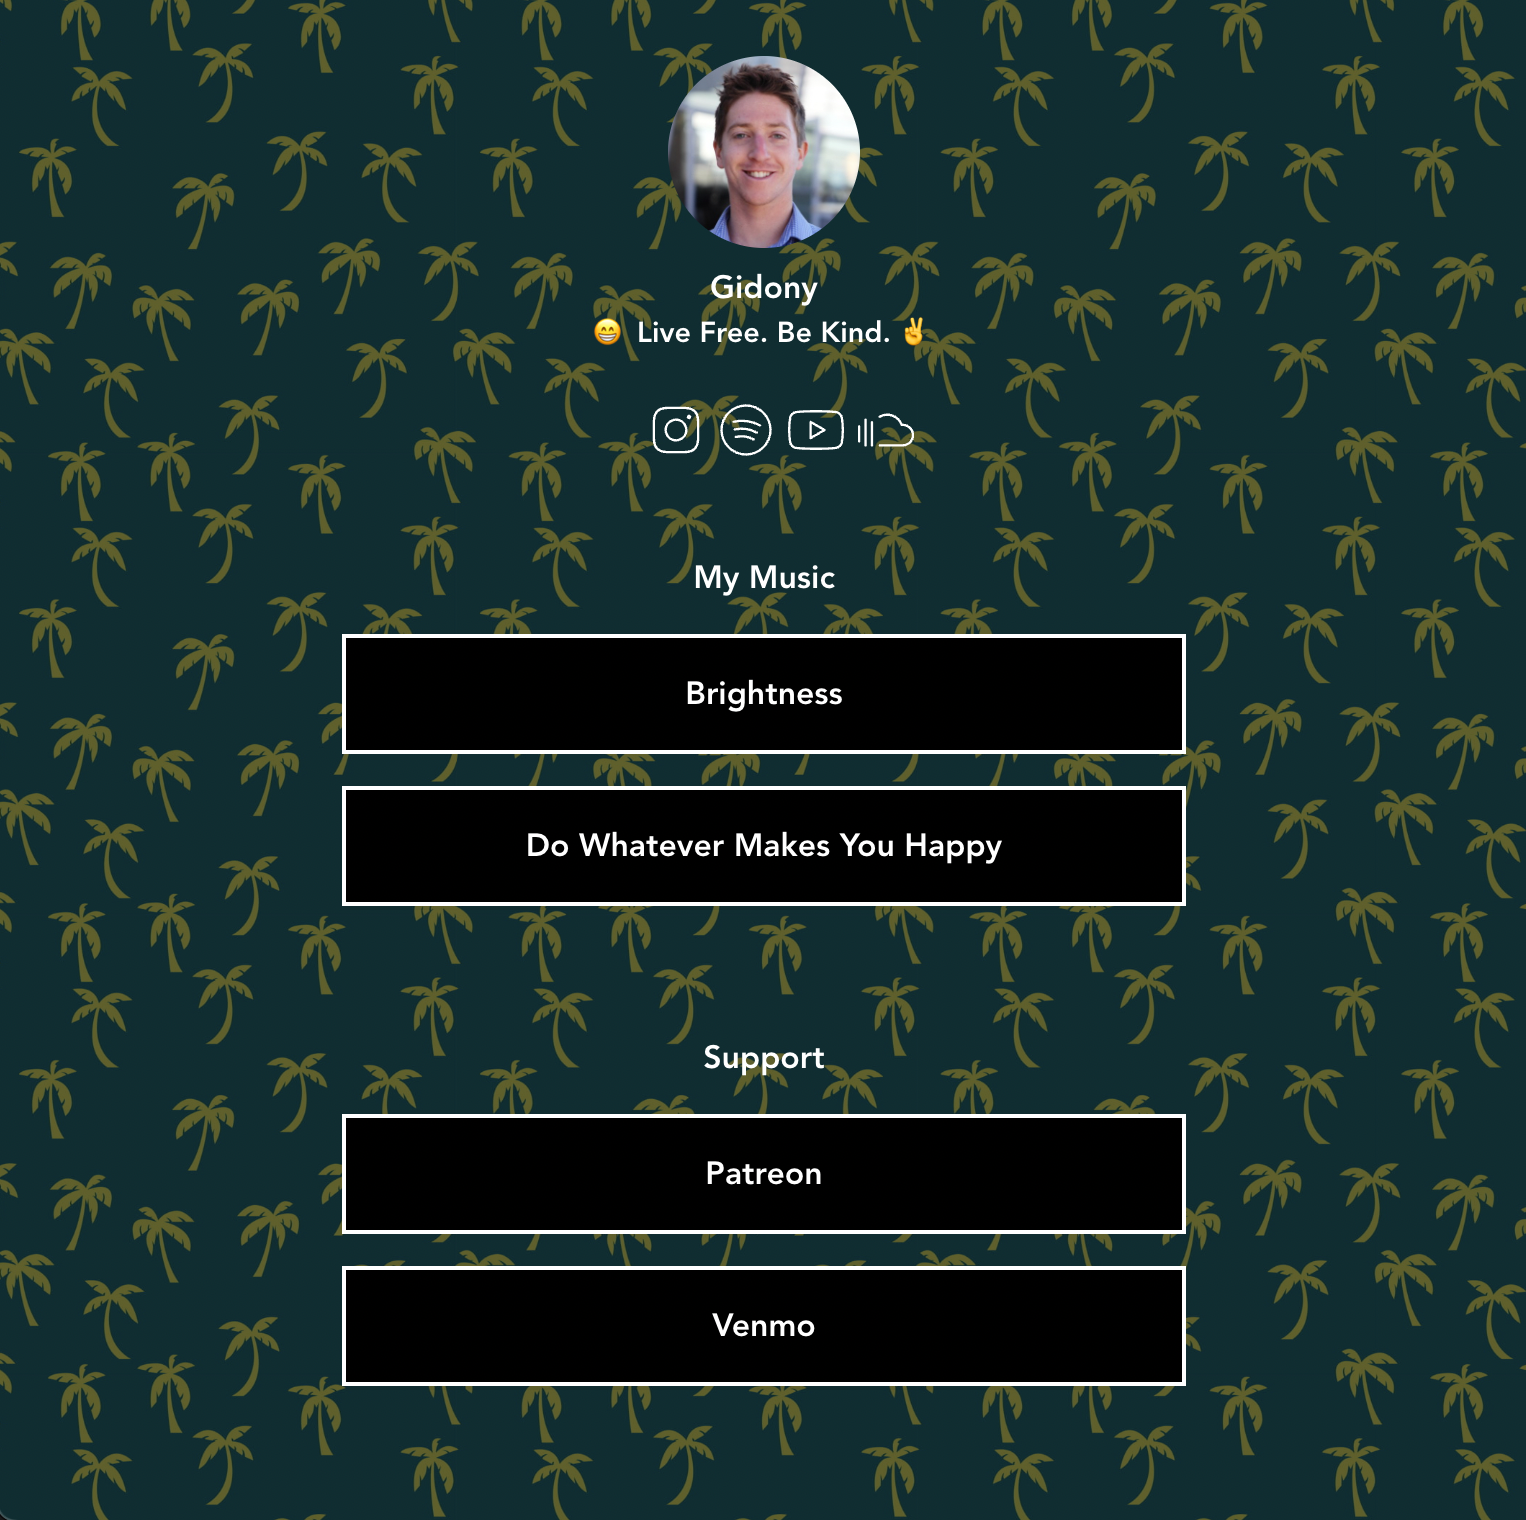 Gidony
😁 Live Free. Be Kind. ✌️
My Music
Brightness
Do Whatever Makes You Happy
Support
Patreon
Venmo